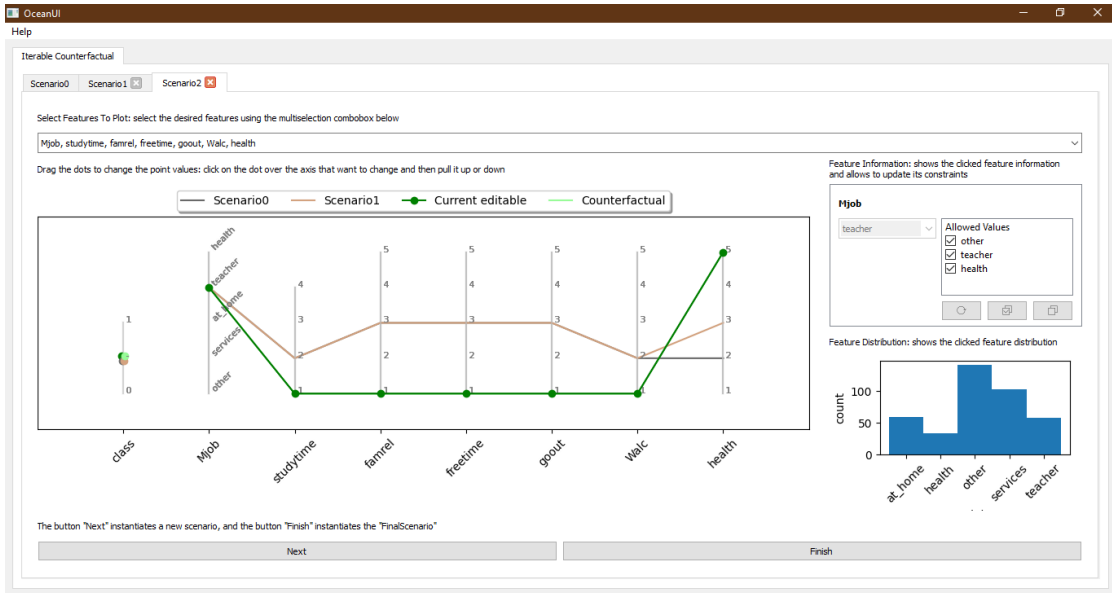 OceanUI
Help
Iterable Counterfactual
Scenario0 Scenario1 Scenario2
Select Features To Plot: select the desired features using the multiselection combobox below
Mjob, studytime, famrel, freetime, goout, Walc, health
Drag the dots to change the point values: click on the dot over the axis that want to change and then pull it up or down
Scenario0 Scenario1 Current editable Counterfactual
1
0
health
teacher
at_home
services
other
4
3
2
1
5
4
3
2
1
5
4
3
2
1
5
4
3
2
1
5
4
3
2
1
5
4
3
2
1
class Mjob studytime famrel freetime goout Walc health
Feature Information: shows the clicked feature information
and allows to update its constraints
Mjob
teacher
Allowed Values
other
teacher
health
Feature Distribution: shows the clicked feature distribution
count
100
50
0
at_home health other services teacher
The button "Next" instantiates a new scenario, and the button "Finish" instantiates the "FinalScenario"
Next Finish